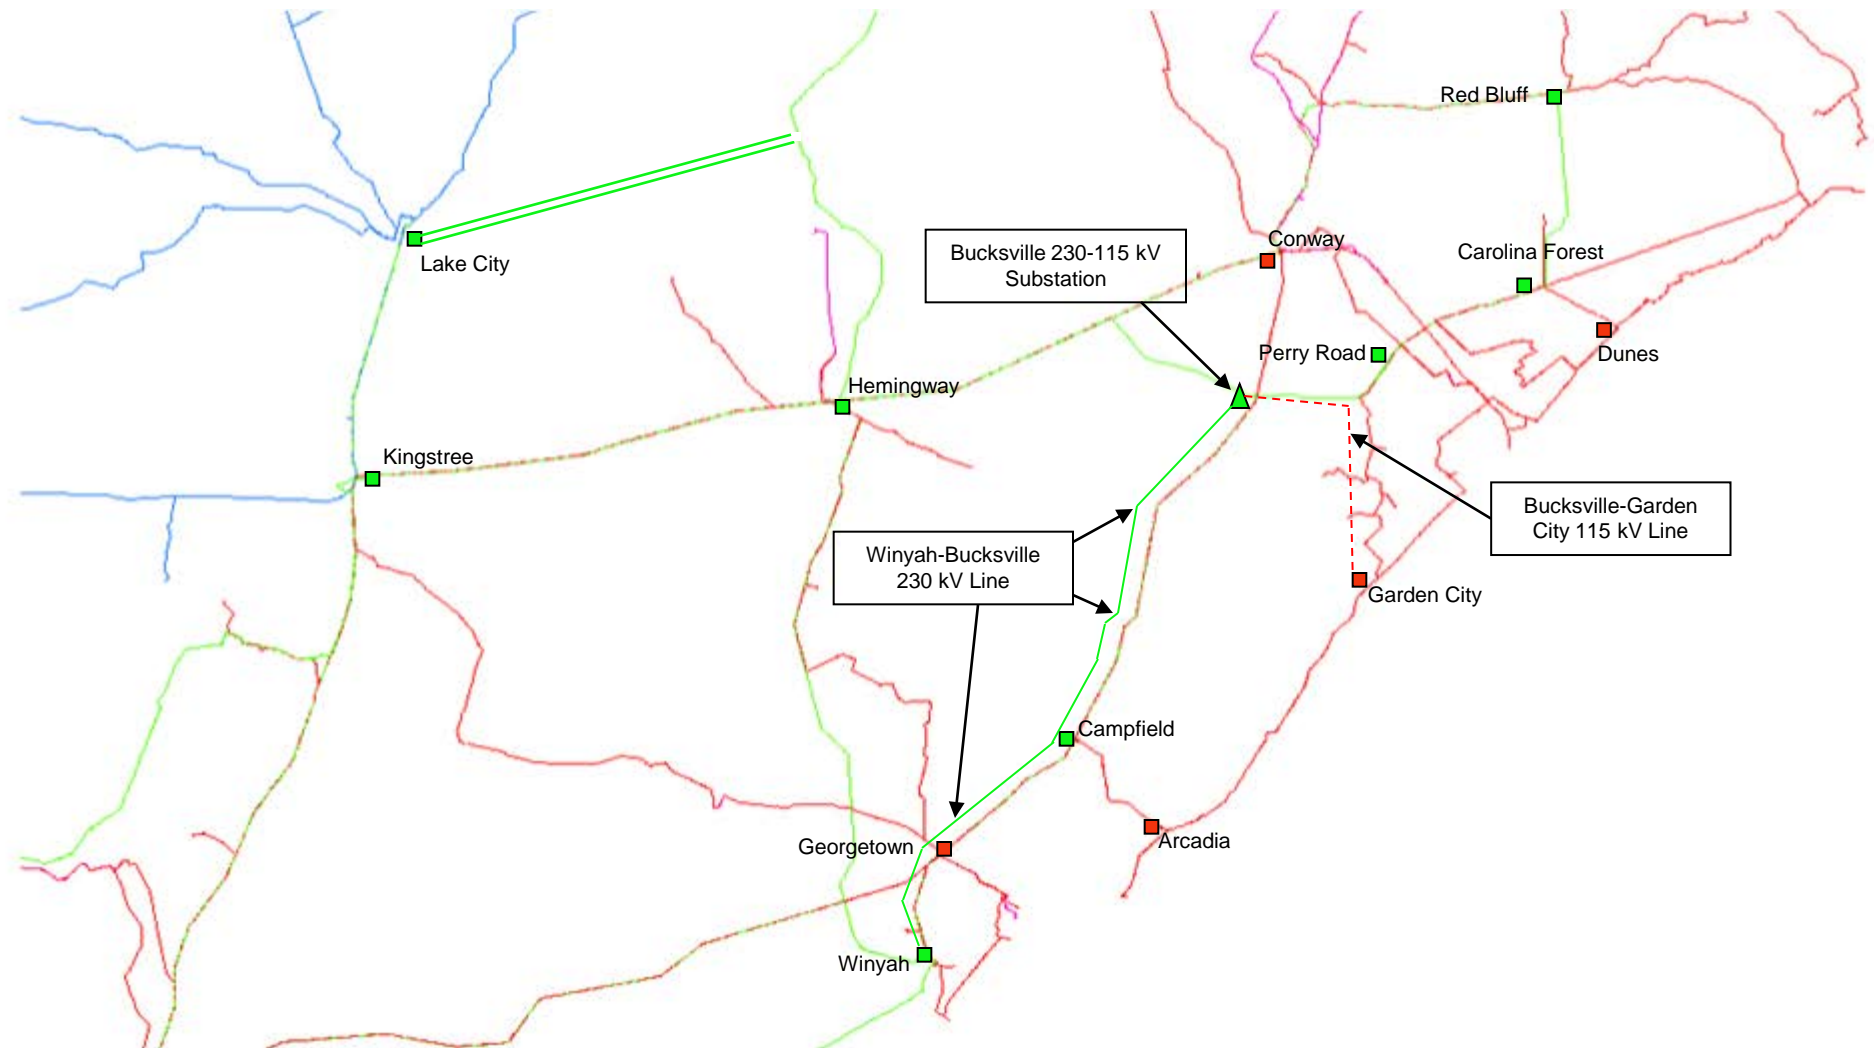 Red Bluff
Bucksville 230-115 kV
Substation
Conway
Carolina Forest
Lake City
Perry Road
Dunes
Hemingway
Kingstree
Bucksville-Garden
City 115 kV Line
Winyah-Bucksville
230 kV Line
Garden City
Campfield
Georgetown
Arcadia
Winyah